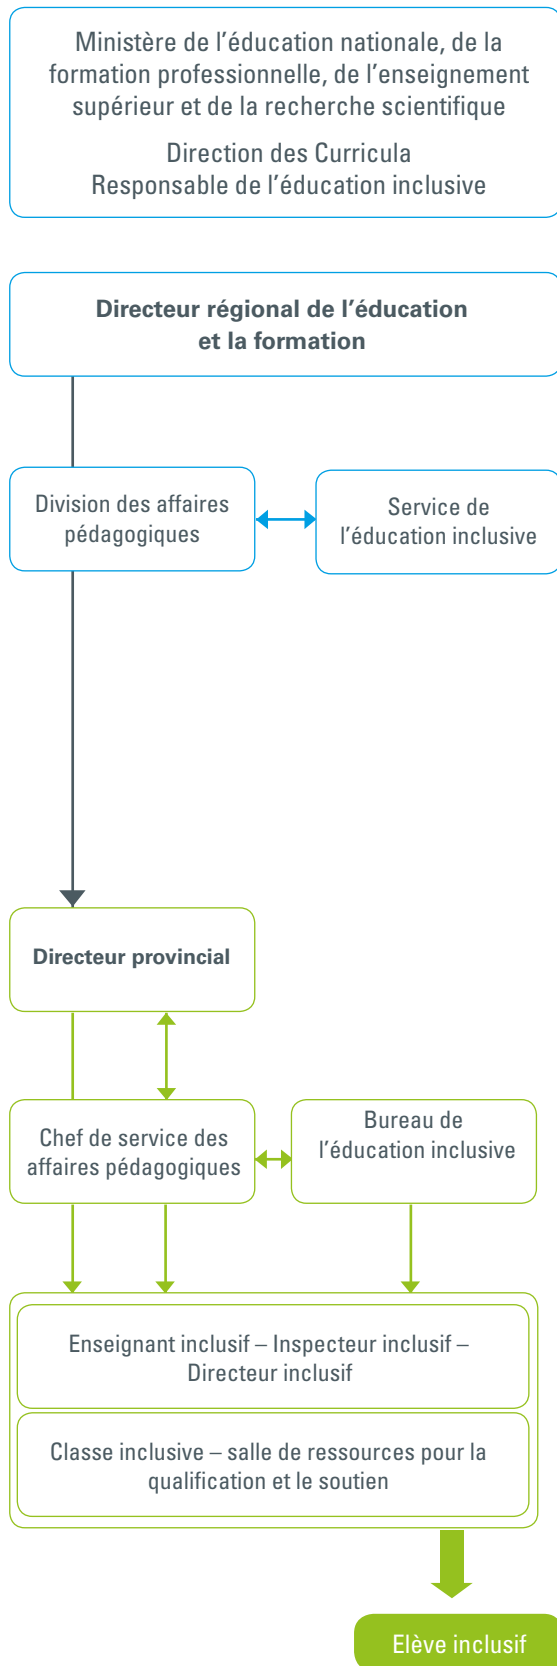 Ministère de l’éducation nationale, de la
formation professionnelle, de l’enseignement
supérieur et de la recherche scientifique
Direction des Curricula
Responsable de l’éducation inclusive
Directeur régional de l’éducation
et la formation
Division des affaires
pédagogiques
Service de
l’éducation inclusive
Directeur provincial
Chef de service des
affaires pédagogiques
Bureau de
l’éducation inclusive
Enseignant inclusif – Inspecteur inclusif –
Directeur inclusif
Classe inclusive – salle de ressources pour la
qualification et le soutien
Elève inclusif